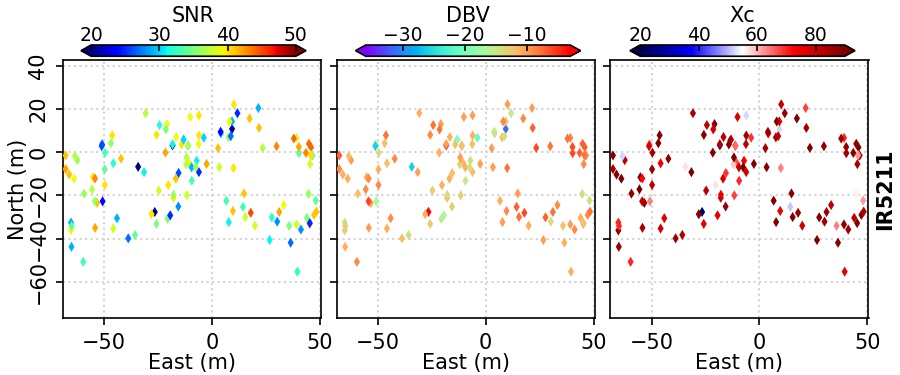 SNR DBV Xc
20 30 40 50 −30 −20 −10 20 40 60 80
40
20
0
−20
−40
−60
North (m)
IR5211
−50 0 50 −50 0 50 −50 0 50
East (m) East (m) East (m)